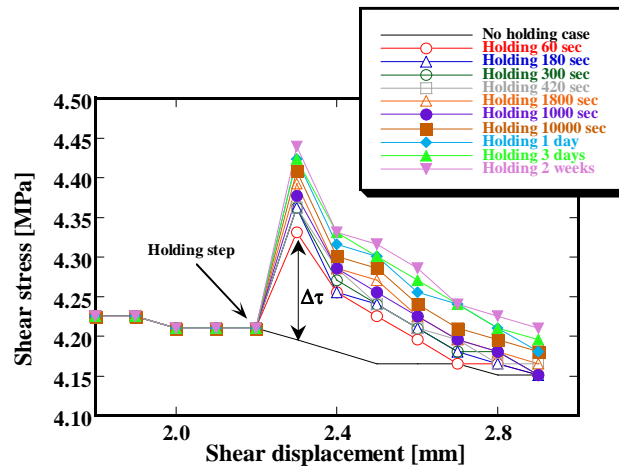 No holding case
Holding 60 sec
Holding 180 sec
Holding 300 sec
Holding 420 sec
Holding 1800 sec
Holding 1000 sec
Holding 10000 sec
Holding 1 day
Holding 3 days
Holding 2 weeks
4.50
4.45
4.40
4.35
4.30
4.25
4.20
4.15
4.10
Shear stress [MPa]
Holding step
Δτ
2.0
2.4
2.8
Shear displacement [mm]